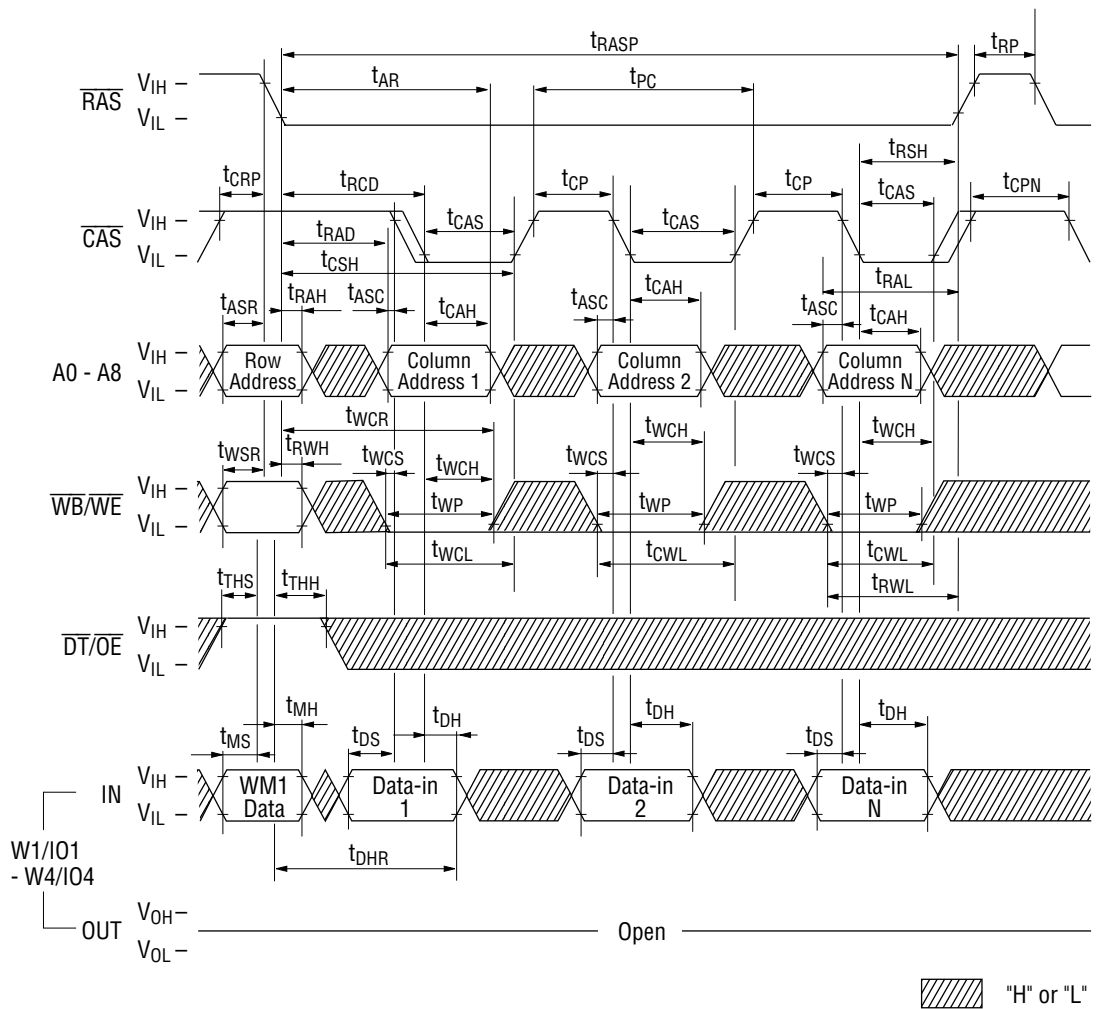 tRASP
tRP
tAR
tPC
RAS
VIH
VIL
tRSH
tCRP
tRCD
tCP
tCP
tCAS
tCPN
CAS
VIH
VIL
tCAS
tCAS
tRAD
tCSH
tRAL
tASR
tRAH
tASC
tCAH
tASC
tCAH
tASC
tCAH
A0 - A8
VIH
VIL
Row Address
Column Address 1
Column Address 2
Column Address N
tWCR
tWSR
tRWH
tWCS
tWCH
tWCS
tWCH
tWCS
tWCH
WB/WE
VIH
VIL
tWP
tWP
tWP
tWCL
tCWL
tCWL
tRWL
tTHS
tTHH
DT/OE
VIH
VIL
tMS
tMH
tDS
tDH
tDS
tDH
tDS
tDH
IN
VIH
VIL
WM1 Data
Data-in 1
Data-in 2
Data-in N
tDHR
W1/IO1
- W4/IO4
OUT
VOH
VOL
Open
"H" or "L"